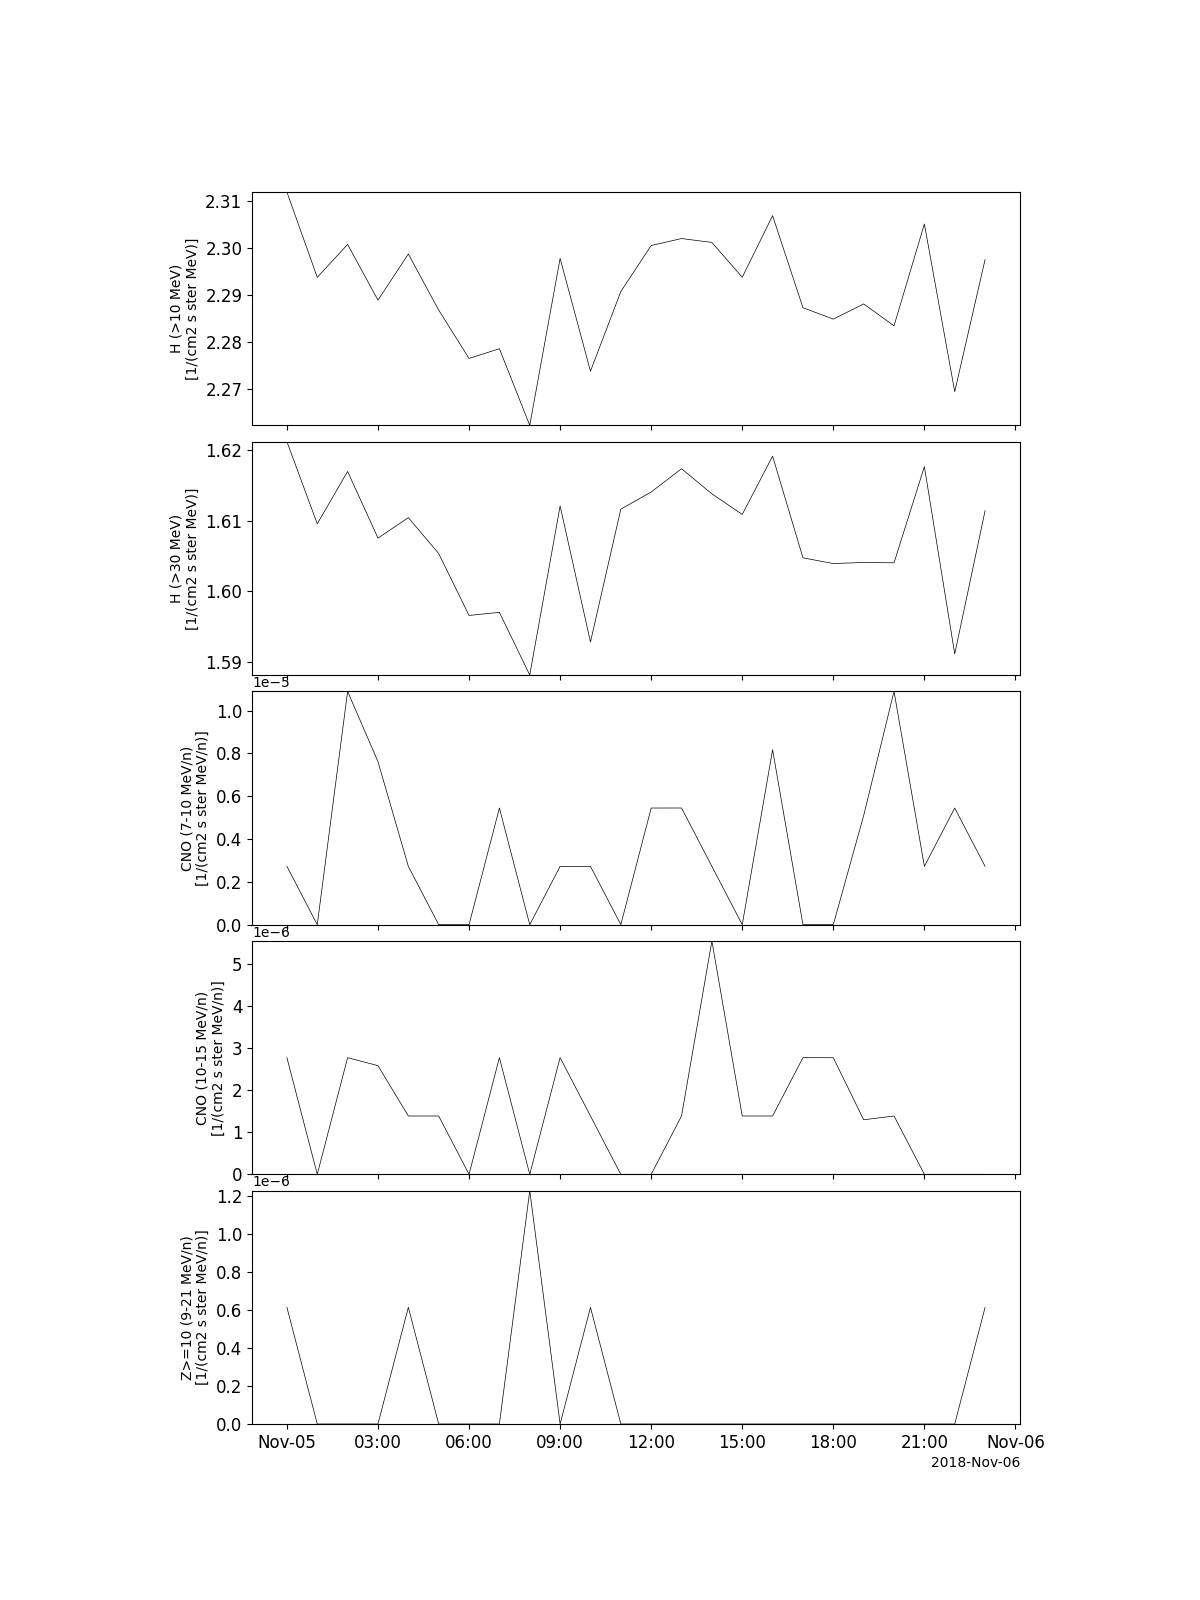 H (>10 MeV)
[1/(cm2 s ster MeV)]
2.31
2.30
2.29
2.28
2.27
H (>30 MeV)
[1/(cm2 s ster MeV)]
1.62
1.61
1.60
1.59
1e−5
CNO (7-10 MeV/n)
[1/(cm2 s ster MeV/n)]
1.0
0.8
0.6
0.4
0.2
0.0
1e−6
CNO (10-15 MeV/n)
[1/(cm2 s ster MeV/n)]
5
4
3
2
1
0
1e−6
Z>=10 (9-21 MeV/n)
[1/(cm2 s ster MeV/n)]
1.2
1.0
0.8
0.6
0.4
0.2
0.0
Nov-05 03:00 06:00 09:00 12:00 15:00 18:00 21:00 Nov-06
2018-Nov-06